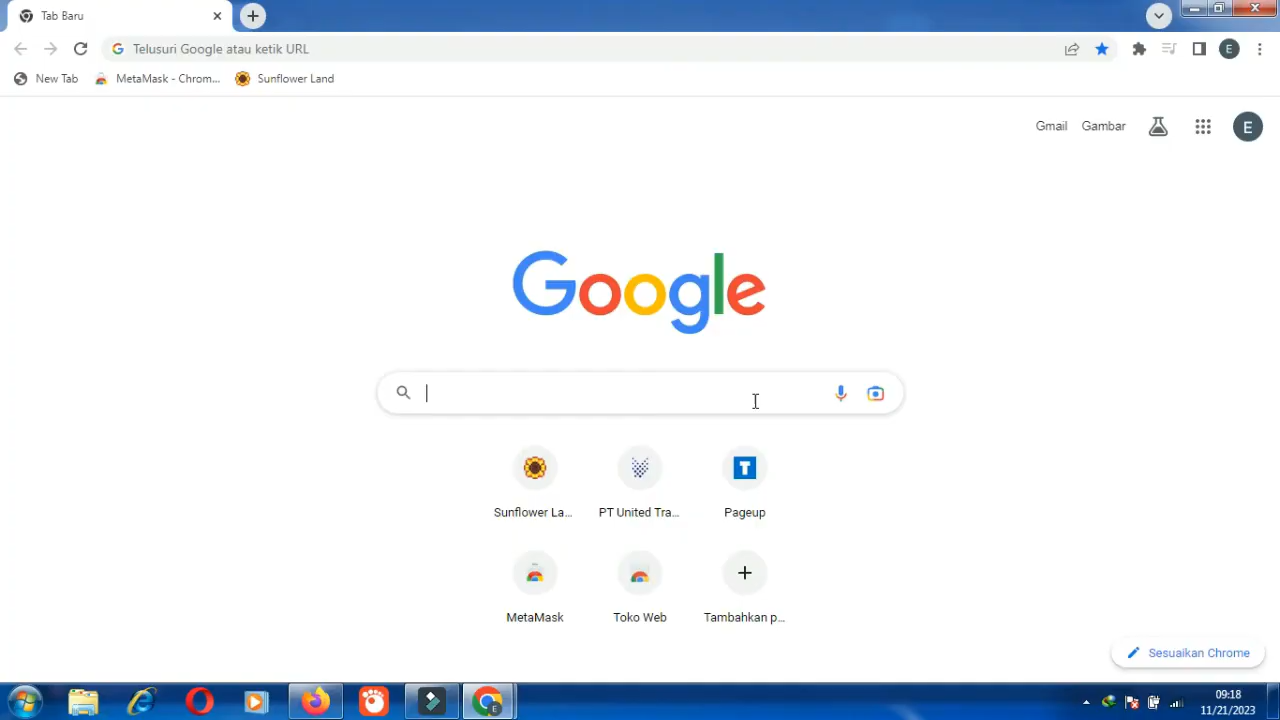 Tab Baru
Telusuri Google atau ketik URL
E
New Tab
MetaMask - Chrom...
Sunflower Land
Gmail
Gambar
E
Google
Sunflower La...
PT United Tra...
T
Pageup
MetaMask
Toko Web
Tambahkan p...
Sesuaikan Chrome
E
09:18
11/21/2023